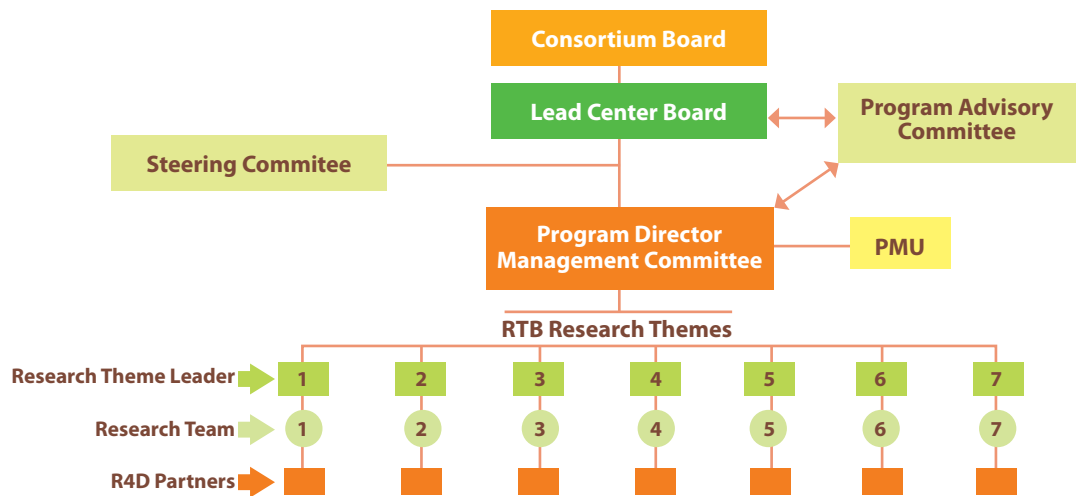 Consortium Board
Lead Center Board
Program Advisory
Committee
Steering Commitee
Program Director
Management Committee
PMU
RTB Research Themes
Research Theme Leader 1 2 3 4 5 6 7
Research Team 1 2 3 4 5 6 7
R4D Partners